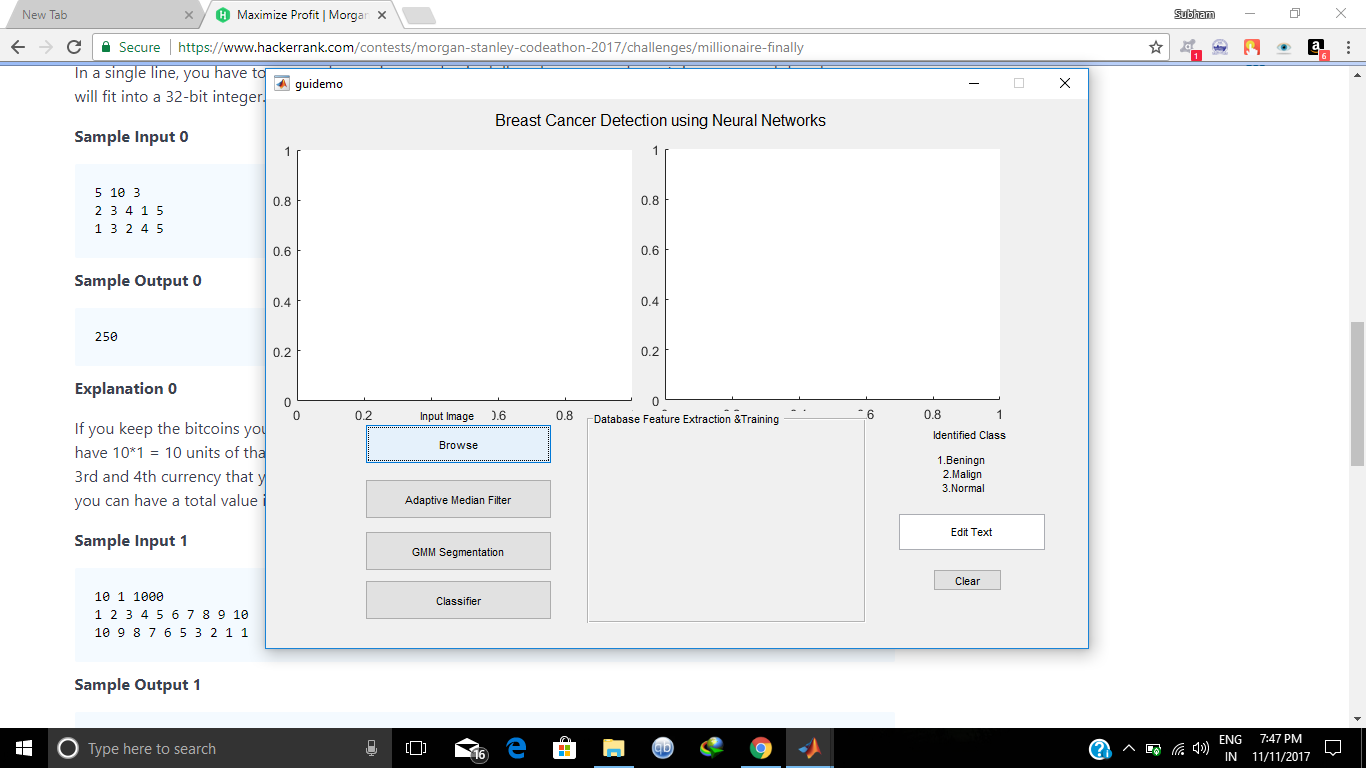 New Tab
Maximize Profit | Morgan
Subham
Secure
https://www.hackerrank.com/contests/morgan-stanley-codeathon-2017/challenges/millionaire-finally
1
a
6
In a single line, you have to
will fit into a 32-bit integer.
Sample Input 0
5 10 3
2 3 4 1 5
1 3 2 4 5
Sample Output 0
250
Explanation 0
If you keep the bitcoins you
have 10*1 = 10 units of tha
3rd and 4th currency that y
you can have a total value i
Sample Input 1
10 1 1000
1 2 3 4 5 6 7 8 9 10
10 9 8 7 6 5 3 2 1 1
Sample Output 1
guidemo
Breast Cancer Detection using Neural Networks
1
0.8
0.6
0.4
0.2
0
0 0.2 0.6 0.8
1
0.8
0.6
0.4
0.2
0
0.8 1
Input Image
Browse
Adaptive Median Filter
GMM Segmentation
Classifier
Database Feature Extraction &Training
Identified Class
1.Beningn
2.Malign
3.Normal
Edit Text
Clear
Type here to search
16
qb
ENG
IN
7:47 PM
11/11/2017